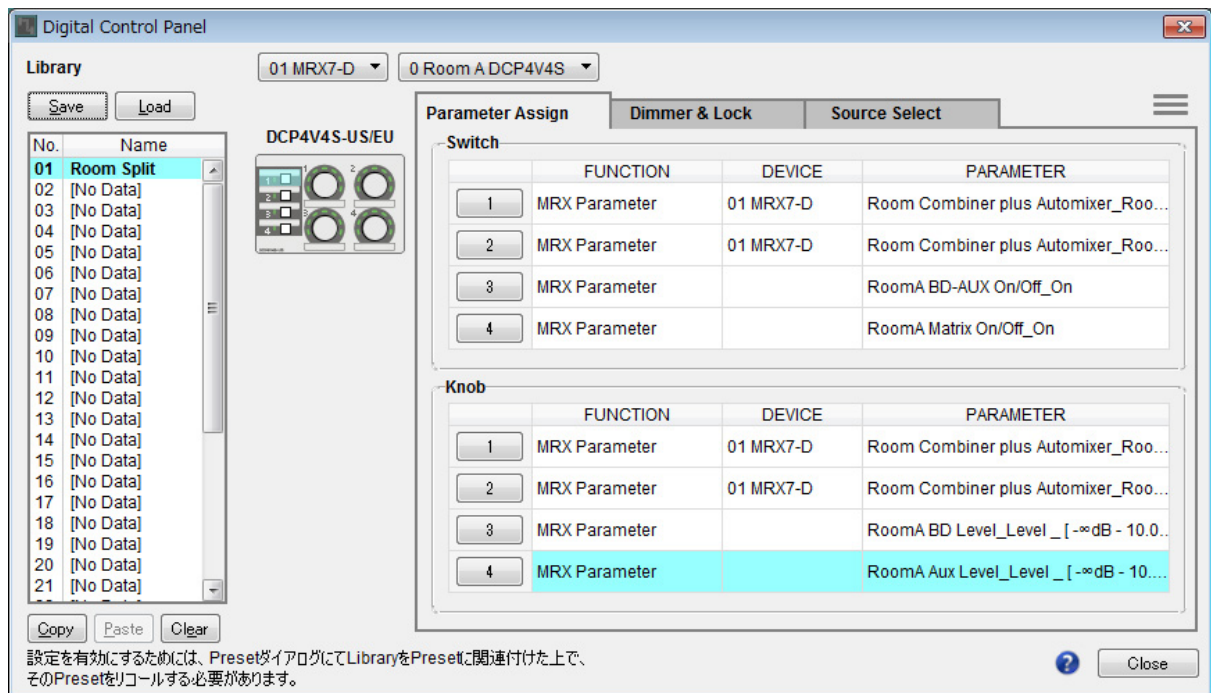 Digital Control Panel
Library
01 MRX7-D
0 Room A DCP4V4S
Save
Load
Parameter Assign
Dimmer & Lock
Source Select
No. Name
01 Room Split
02 [No Data]
03 [No Data]
04 [No Data]
05 [No Data]
06 [No Data]
07 [No Data]
08 [No Data]
09 [No Data]
10 [No Data]
11 [No Data]
12 [No Data]
13 [No Data]
14 [No Data]
15 [No Data]
16 [No Data]
17 [No Data]
18 [No Data]
19 [No Data]
20 [No Data]
21 [No Data]
Copy
Paste
Clear
DCP4V4S-US/EU
1
2
3
4
1
2
3
4
Switch
FUNCTION DEVICE PARAMETER
1 MRX Parameter 01 MRX7-D Room Combiner plus Automixer_Roo...
2 MRX Parameter 01 MRX7-D Room Combiner plus Automixer_Roo...
3 MRX Parameter RoomA BD-AUX On/Off_On
4 MRX Parameter RoomA Matrix On/Off_On
Knob
FUNCTION DEVICE PARAMETER
1 MRX Parameter 01 MRX7-D Room Combiner plus Automixer_Roo...
2 MRX Parameter 01 MRX7-D Room Combiner plus Automixer_Roo...
3 MRX Parameter RoomA BD Level_Level _ [ -∞dB - 10.0..
4 MRX Parameter RoomA Aux Level_Level _ [ -∞dB - 10....
設定を有効にするためには、PresetダイアログにてLibraryをPresetに関連付けた上で、
そのPresetをリコールする必要があります。
Close